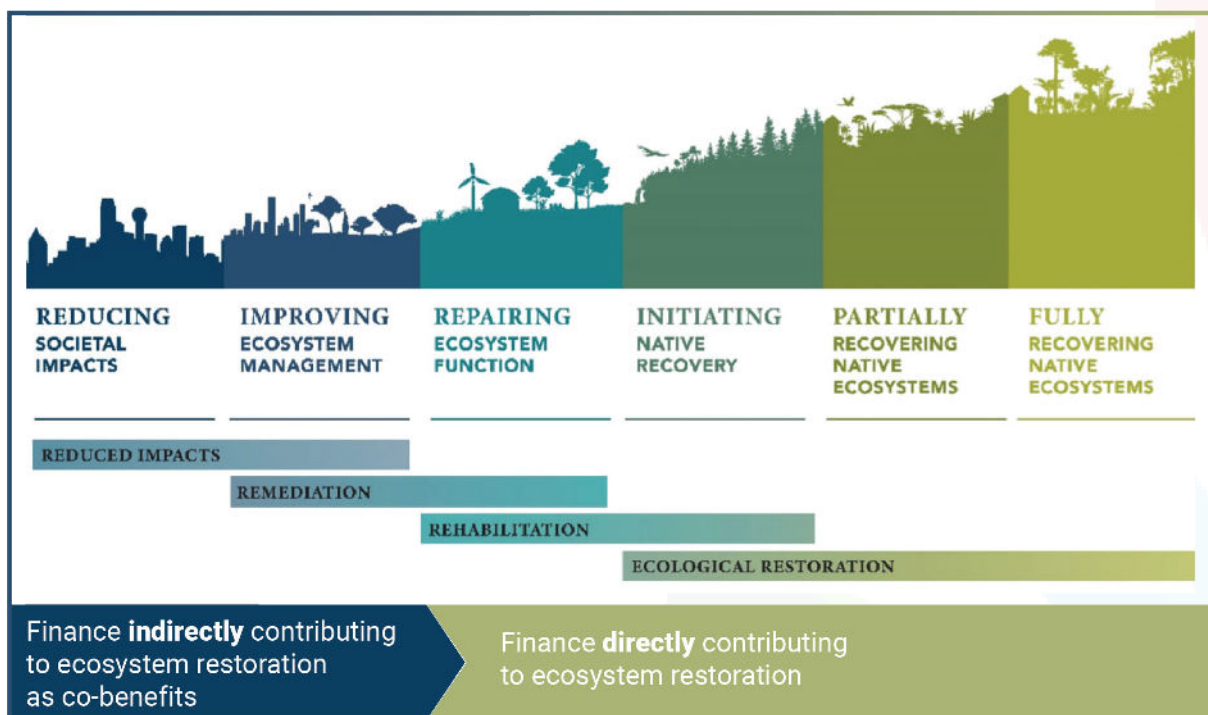 REDUCING
SOCIETAL
IMPACTS
IMPROVING
ECOSYSTEM
MANAGEMENT
REPAIRING
ECOSYSTEM
FUNCTION
INITIATING
NATIVE
RECOVERY
PARTIALLY
RECOVERING
NATIVE
ECOSYSTEMS
FULLY
RECOVERING
NATIVE
ECOSYSTEMS
REDUCED IMPACTS
REMEDIATION
REHABILITATION
ECOLOGICAL RESTORATION
Finance indirectly contributing
to ecosystem restoration
as co-benefits
Finance directly contributing
to ecosystem restoration